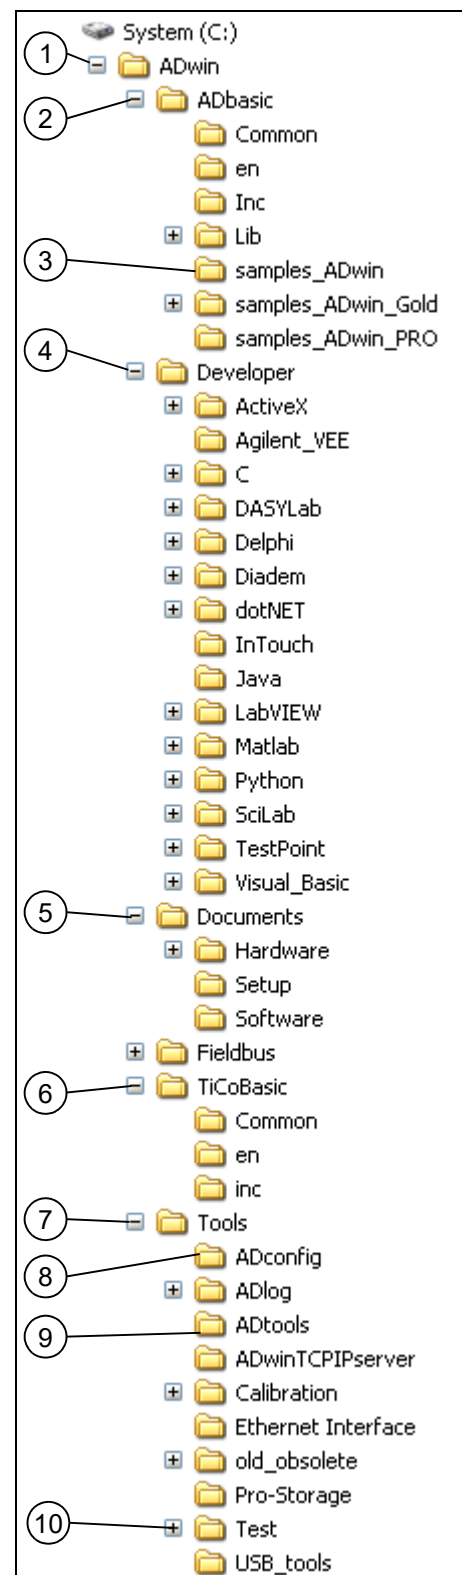 System (C:)
1 ADwin
2 ADbasic
Common
en
Inc
Lib
3 samples_ADwin
samples_ADwin_Gold
samples_ADwin_PRO
4 Developer
ActiveX
Agilent_VEE
C
DASYLab
Delphi
Diadem
dotNET
InTouch
Java
LabVIEW
Matlab
Python
SciLab
TestPoint
Visual_Basic
5 Documents
Hardware
Setup
Software
Fieldbus
6 TiCoBasic
Common
en
inc
7 Tools
8 ADconfig
ADlog
9 ADtools
ADwinTCPIPserver
Calibration
Ethernet Interface
old_obsolete
Pro-Storage
10 Test
USB_tools